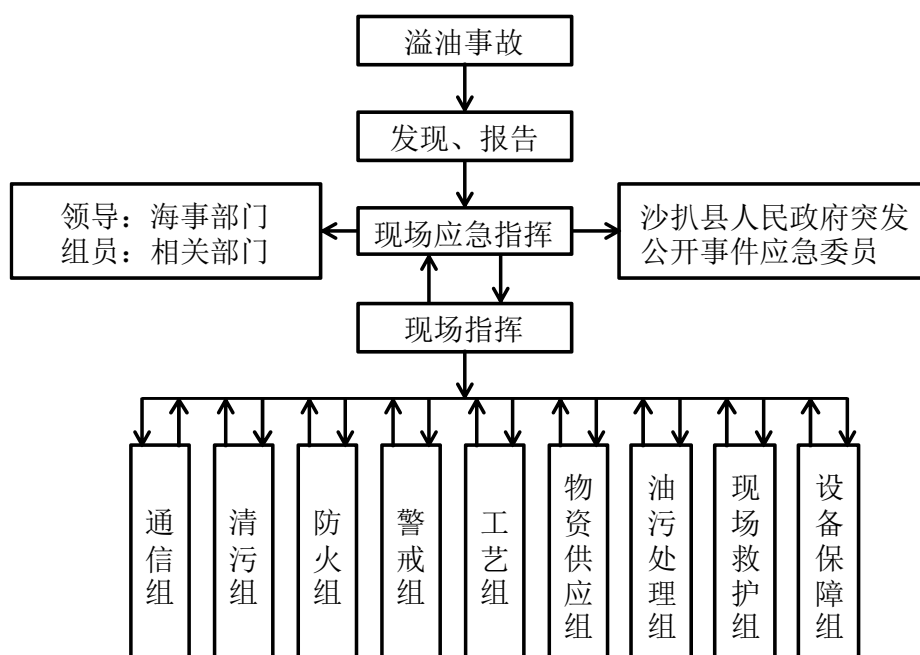 溢油事故
发现、报告
领导：海事部门
组员：相关部门
现场应急指挥
沙扒县人民政府突发
公开事件应急委员
现场指挥
通信组
清污组
防火组
警戒组
工艺组
物资供应组
油污处理组
现场救护组
设备保障组